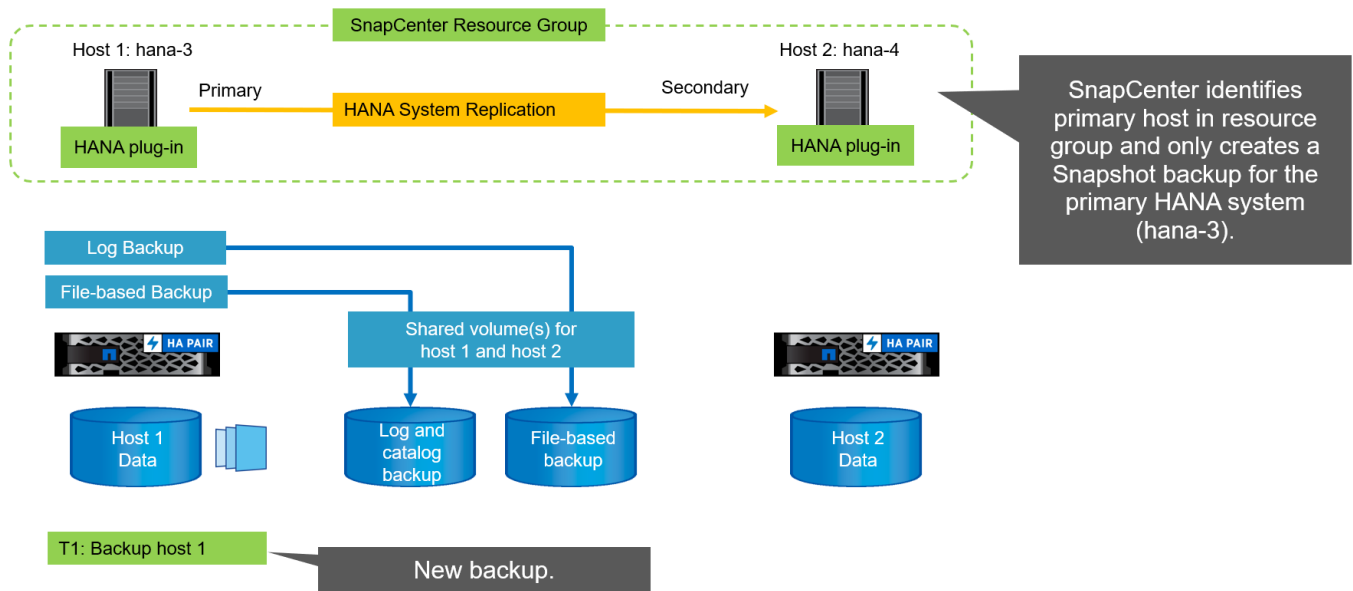 SnapCenter Resource Group
Host 1: hana-3
Host 2: hana-4
Primary
Secondary
HANA System Replication
HANA plug-in
HANA plug-in
SnapCenter identifies
primary host in resource
group and only creates a
Snapshot backup for the
primary HANA system
(hana-3).
Log Backup
File-based Backup
Shared volume(s) for
host 1 and host 2
HA PAIR
HA PAIR
Host 1
Data
Log and
catalog
backup
File-based
backup
Host 2
Data
T1: Backup host 1
New backup.